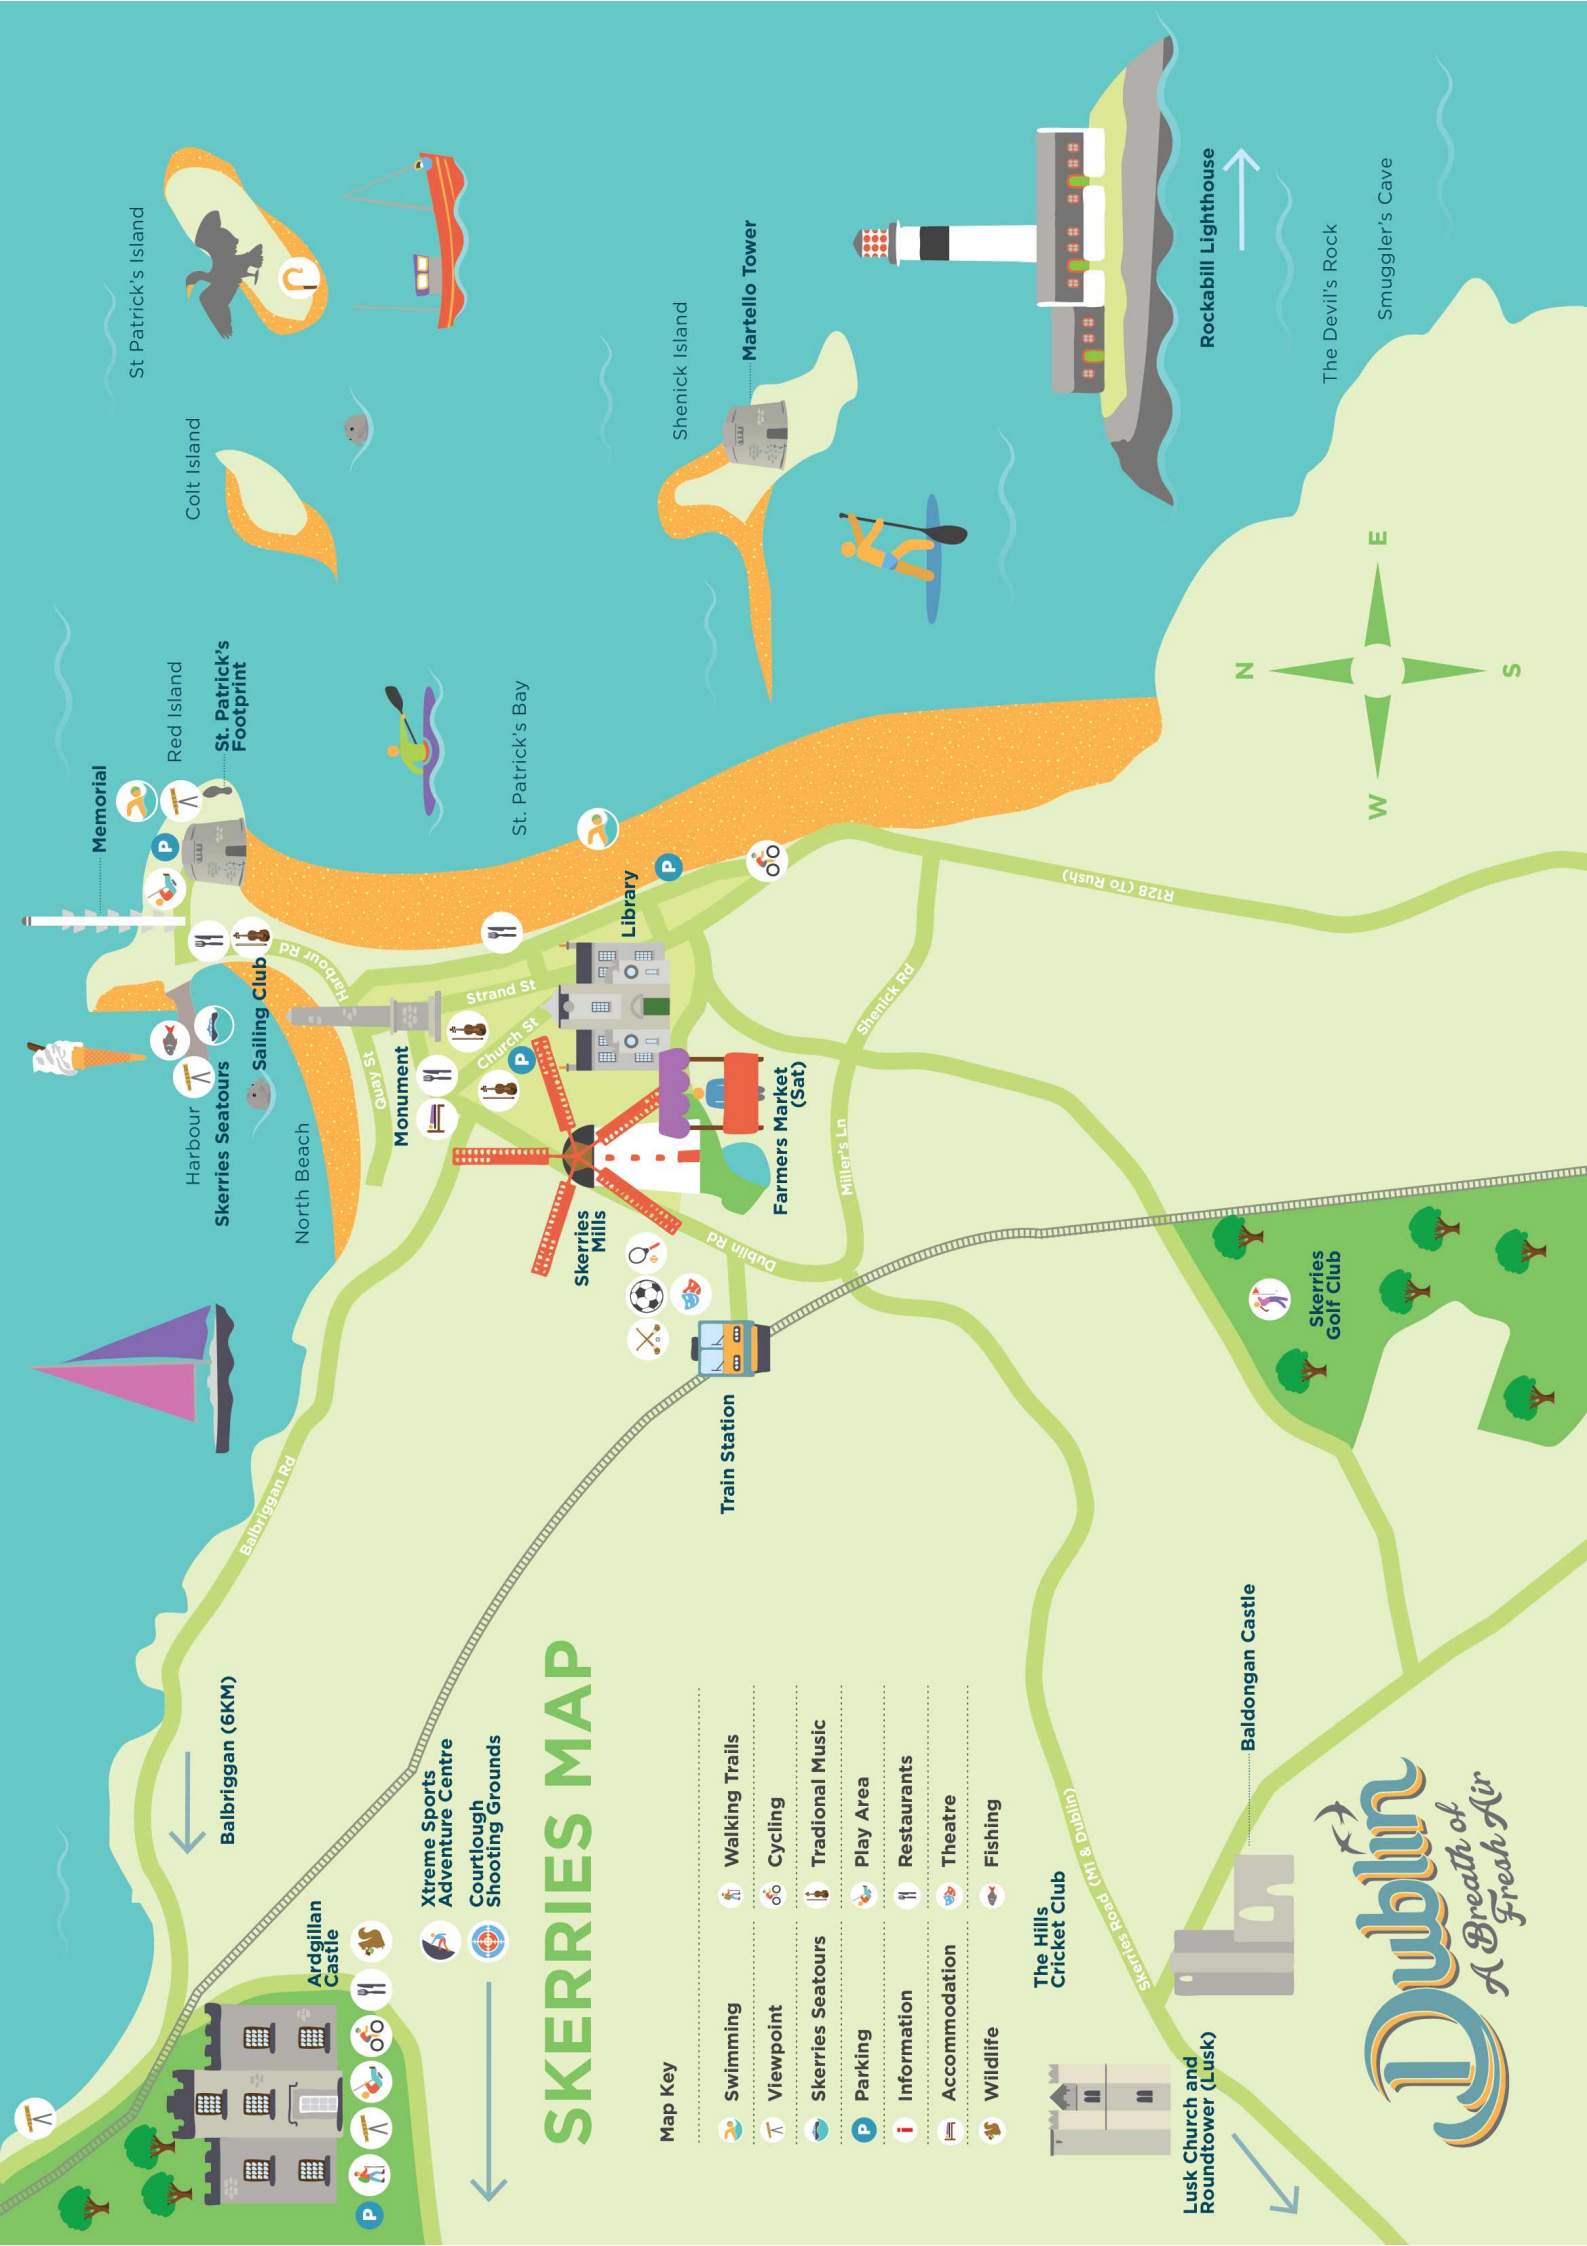 SKERRIES MAP
Map Key
Swimming
Viewpoint
Skerries Seatours
Parking
Information
Accommodation
Wildlife
Walking Trails
Cycling
Tradional Music
Play Area
Restaurants
Theatre
Fishing
P
P
P
P
P
Ardgillan
Castle
Balbriggan (6KM)
Xtreme Sports
Adventure Centre
Courtlough
Shooting Grounds
Balbriggan Rd
North Beach
Harbour
Skerries Seatours
Sailing Club
Memorial
Red Island
St. Patrick's
Footprint
Colt Island
St Patrick's Island
Harbour Rd
Quay St
Monument
Strand St
Church St
St. Patrick's Bay
Library
Skerries
Mills
Farmers Market
(Sat)
Dublin Rd
Train Station
Miller's Ln
Shenick Rd
Shenick Island
Martello Tower
R128 (To Rush)
Rockabill Lighthouse
The Devil's Rock
Smuggler's Cave
N
E
S
W
Skerries
Golf Club
Baldongan Castle
Skerries Road (M1 & Dublin)
The Hills
Cricket Club
Lusk Church and
Roundtower (Lusk)
Dublin
A Breath of
Fresh Air